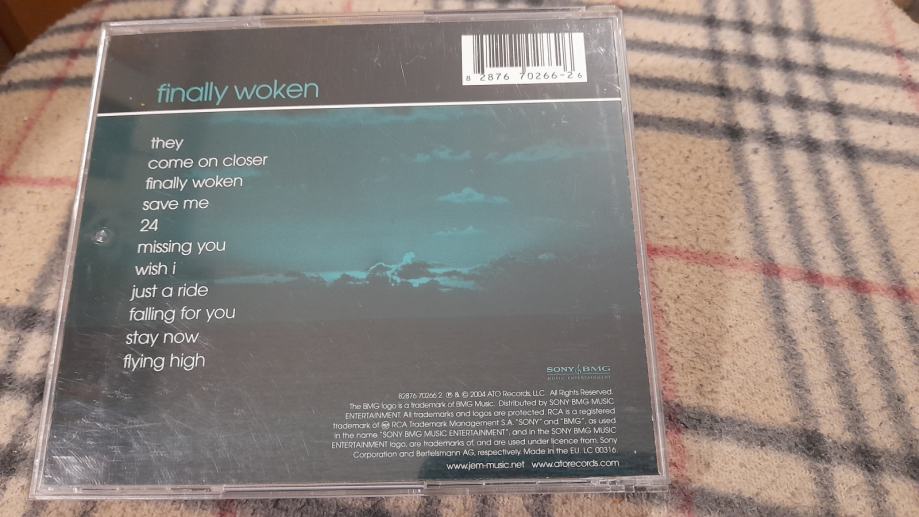 8 28767 02 66-2 6
finally woken
they
come on closer
finally woken
save me
24
missing you
wish i
just a ride
falling for you
stay now
flying high
SONY BMG
MUSIC ENTERTAINMENT
82876 70266 2 ℗ & © 2004 ATO Records, LLC. All Rights Reserved.
The BMG logo is a trademark of BMG Music. Distributed by SONY BMG MUSIC
ENTERTAINMENT. All trademarks and logos are protected. RCA is a registered
trademark of RCA Trademark Management S.A. "SONY" and "BMG", as used
in the name "SONY BMG MUSIC ENTERTAINMENT", and in the SONY BMG MUSIC
ENTERTAINMENT logo, are trademarks of, and are used under licence from, Sony
Corporation and Bertelsmann AG, respectively. Made in the EU. LC 00316.
www.jem-music.net www.atorecords.com